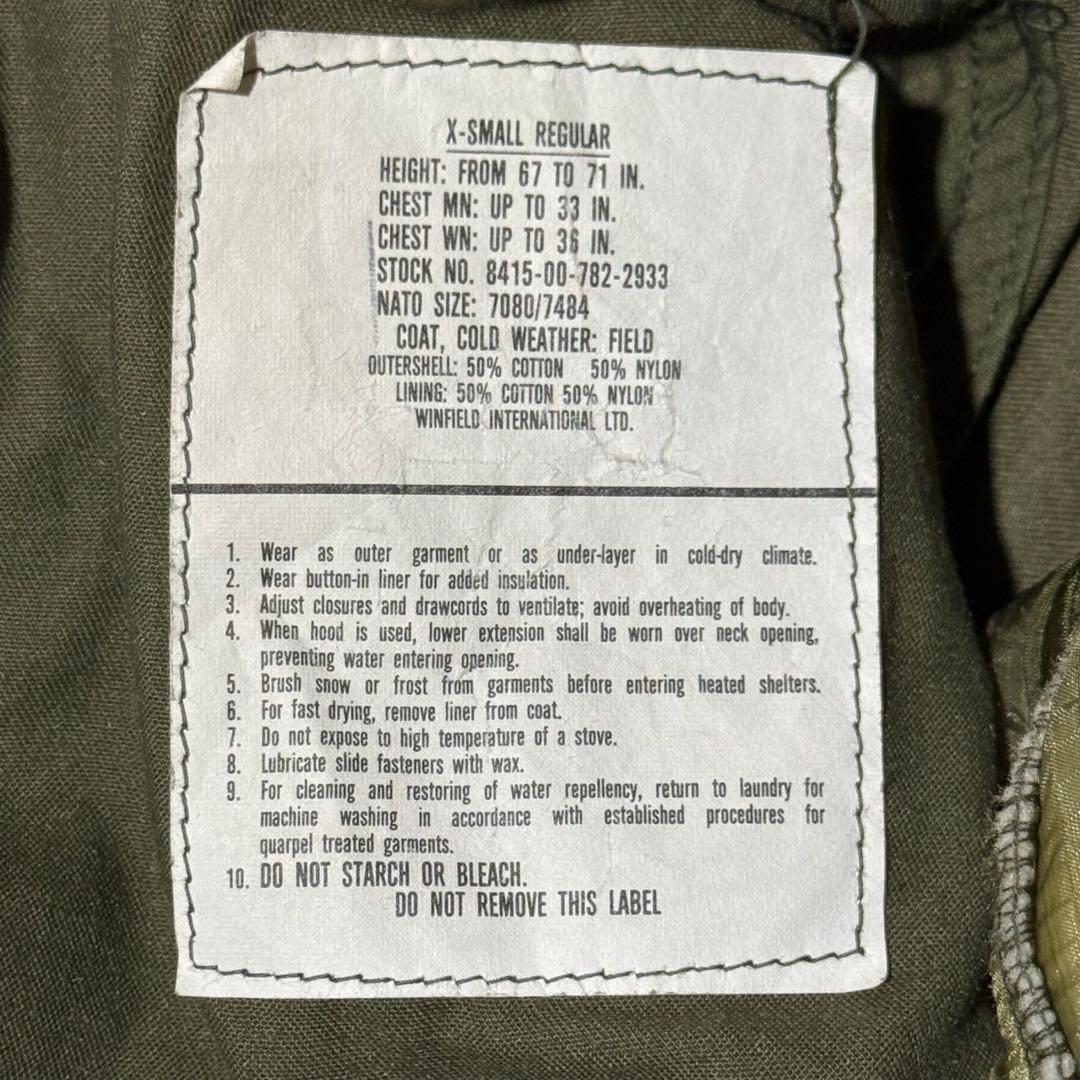 X-SMALL REGULAR
HEIGHT: FROM 67 TO 71 IN.
CHEST MN: UP TO 33 IN.
CHEST WN: UP TO 36 IN.
STOCK NO. 8415-00-782-2933
NATO SIZE: 7080/7484
COAT, COLD WEATHER: FIELD
OUTERSHELL: 50% COTTON 50% NYLON
LINING: 50% COTTON 50% NYLON
WINFIELD INTERNATIONAL LTD.
1. Wear as outer garment or as under-layer in cold-dry climate.
2. Wear button-in liner for added insulation.
3. Adjust closures and drawcords to ventilate; avoid overheating of body.
4. When hood is used, lower extension shall be worn over neck opening,
preventing water entering opening.
5. Brush snow or frost from garments before entering heated shelters.
6. For fast drying, remove liner from coat.
7. Do not expose to high temperature of a stove.
8. Lubricate slide fasteners with wax.
9. For cleaning and restoring of water repellency, return to laundry for
machine washing in accordance with established procedures for
quarpel treated garments.
10. DO NOT STARCH OR BLEACH.
DO NOT REMOVE THIS LABEL